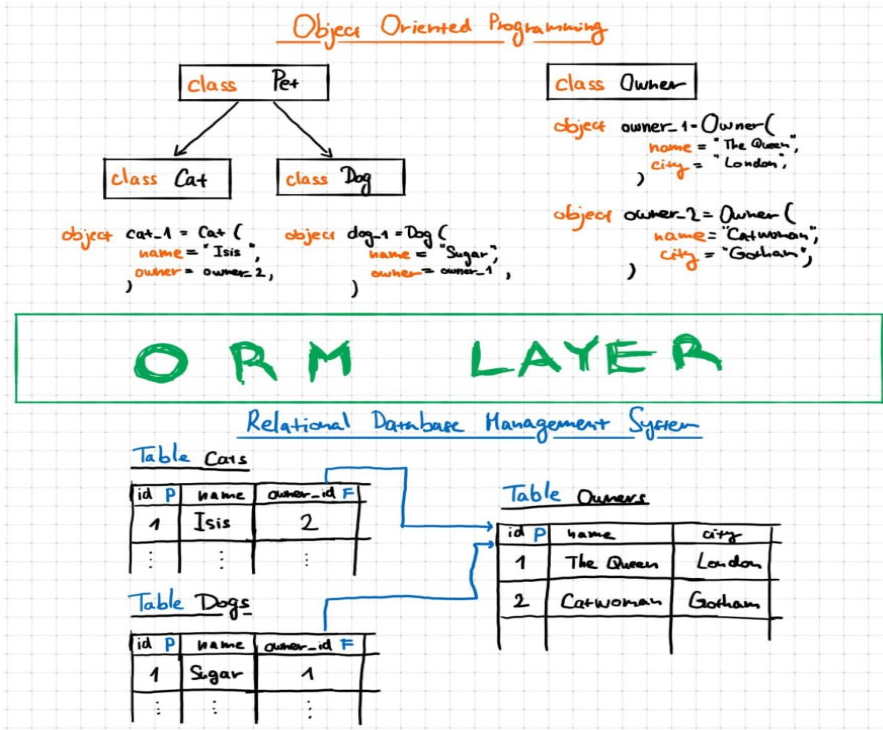 Object Oriented Programming
class Pet
class Owner
object owner_1 = Owner(
name = "The Queen",
city = "London",
)
class Cat
class Dog
object cat_1 = Cat (
name = "Isis",
owner = owner_2,
)
object dog_1 = Dog (
name = "Sugar",
owner = owner_1,
)
object owner_2 = Owner (
name = "Catwoman",
city = "Gotham",
)
ORM LAYER
Relational Database Management System
Table Cats
id P name owner_id F
1 Isis 2
⋮ ⋮ ⋮
Table Owners
id P name city
1 The Queen London
2 Catwoman Gotham
Table Dogs
id P name owner_id F
1 Sugar 1
⋮ ⋮ ⋮